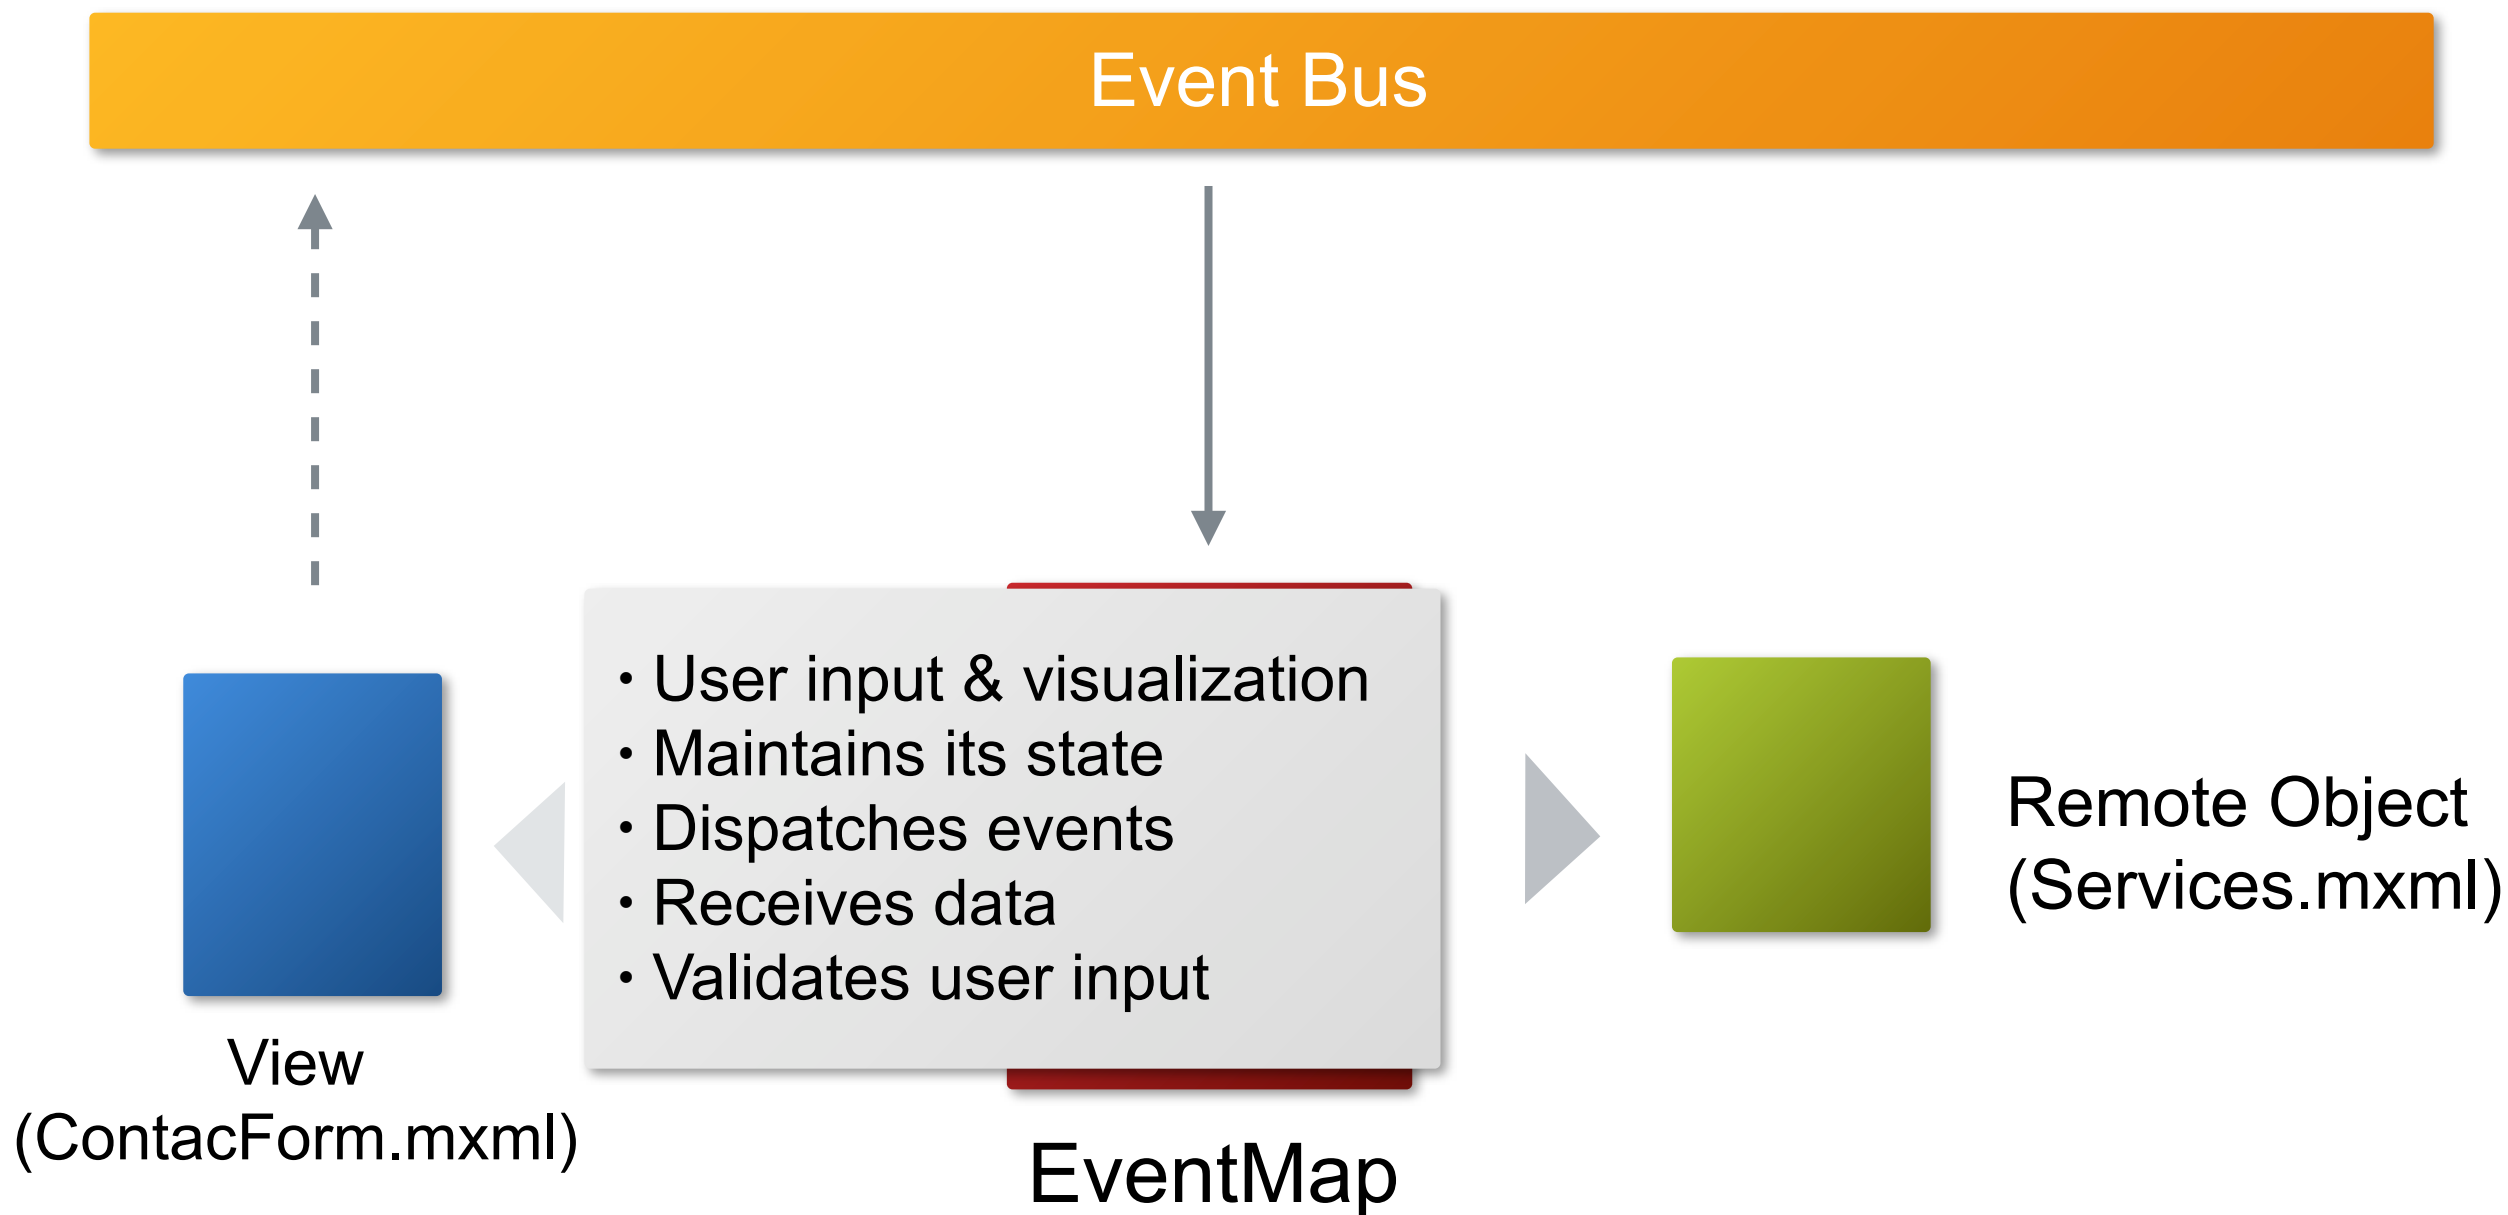 Event Bus
• User input & visualization
• Maintains its state
• Dispatches events
• Receives data
• Validates user input
View
(ContacForm.mxml)
EventMap
Remote Object
(Services.mxml)